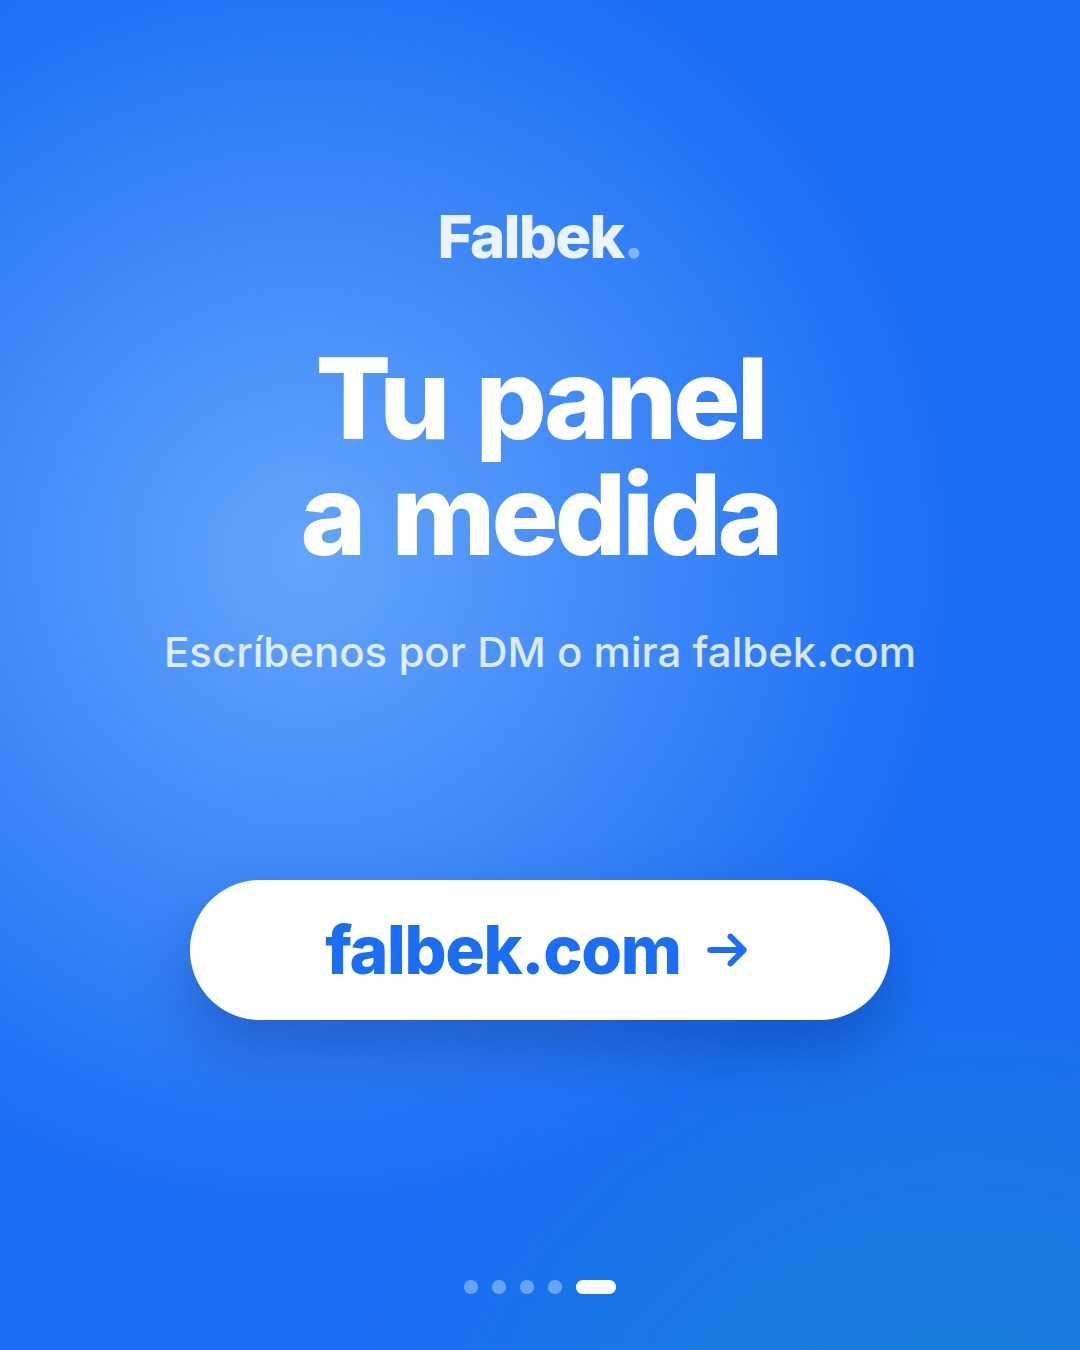 Falbek.
Tu panel
a medida
Escríbenos por DM o mira falbek.com
falbek.com →